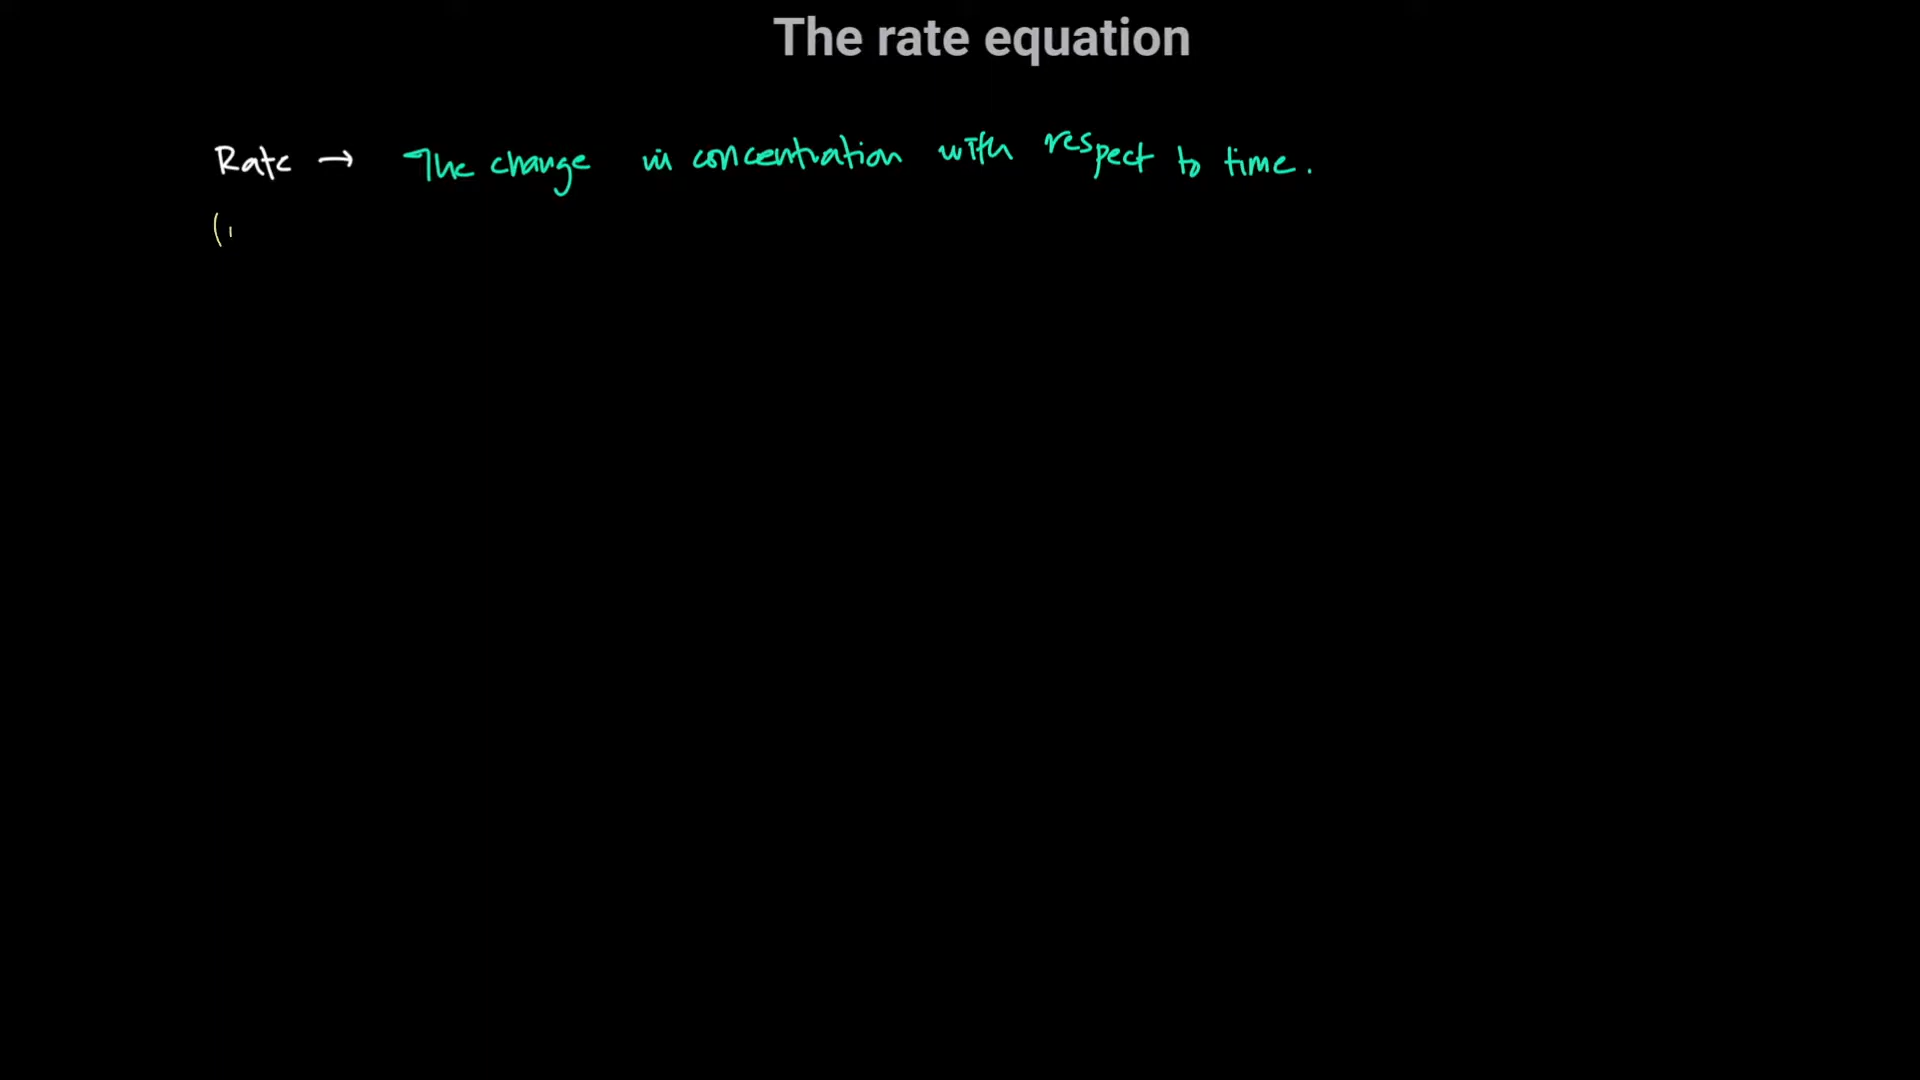 The rate equation
Rate → The change in concentration with respect to time.
(